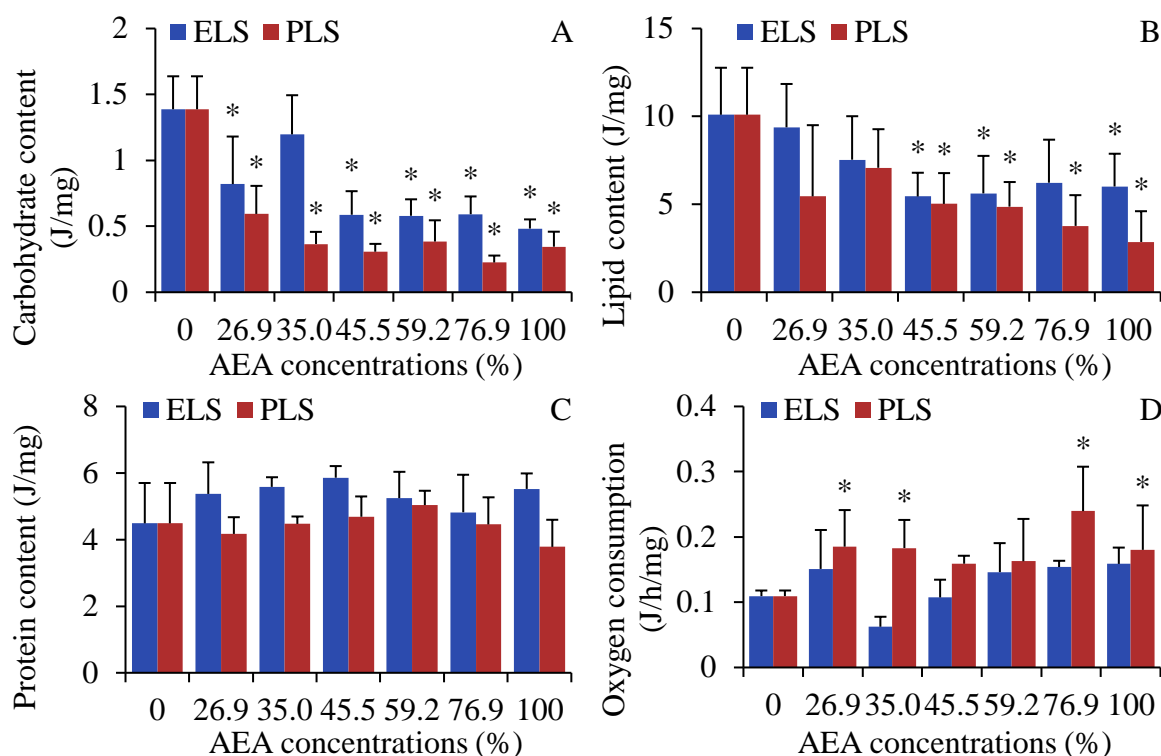 2
ELS PLS
A
1.5
1
0.5
0
Carbohydrate content
(J/mg)
*
*
*
*
*
*
*
*
*
*
*
0 26.9 35.0 45.5 59.2 76.9 100
AEA concentrations (%)
15
ELS PLS
B
10
5
0
Lipid content (J/mg)
*
*
*
*
*
*
*
0 26.9 35.0 45.5 59.2 76.9 100
AEA concentrations (%)
8
ELS PLS
C
6
4
2
0
Protein content (J/mg)
0 26.9 35.0 45.5 59.2 76.9 100
AEA concentrations (%)
0.4
ELS PLS
D
0.3
0.2
0.1
0
Oxygen consumption
(J/h/mg)
*
*
*
*
0 26.9 35.0 45.5 59.2 76.9 100
AEA concentrations (%)